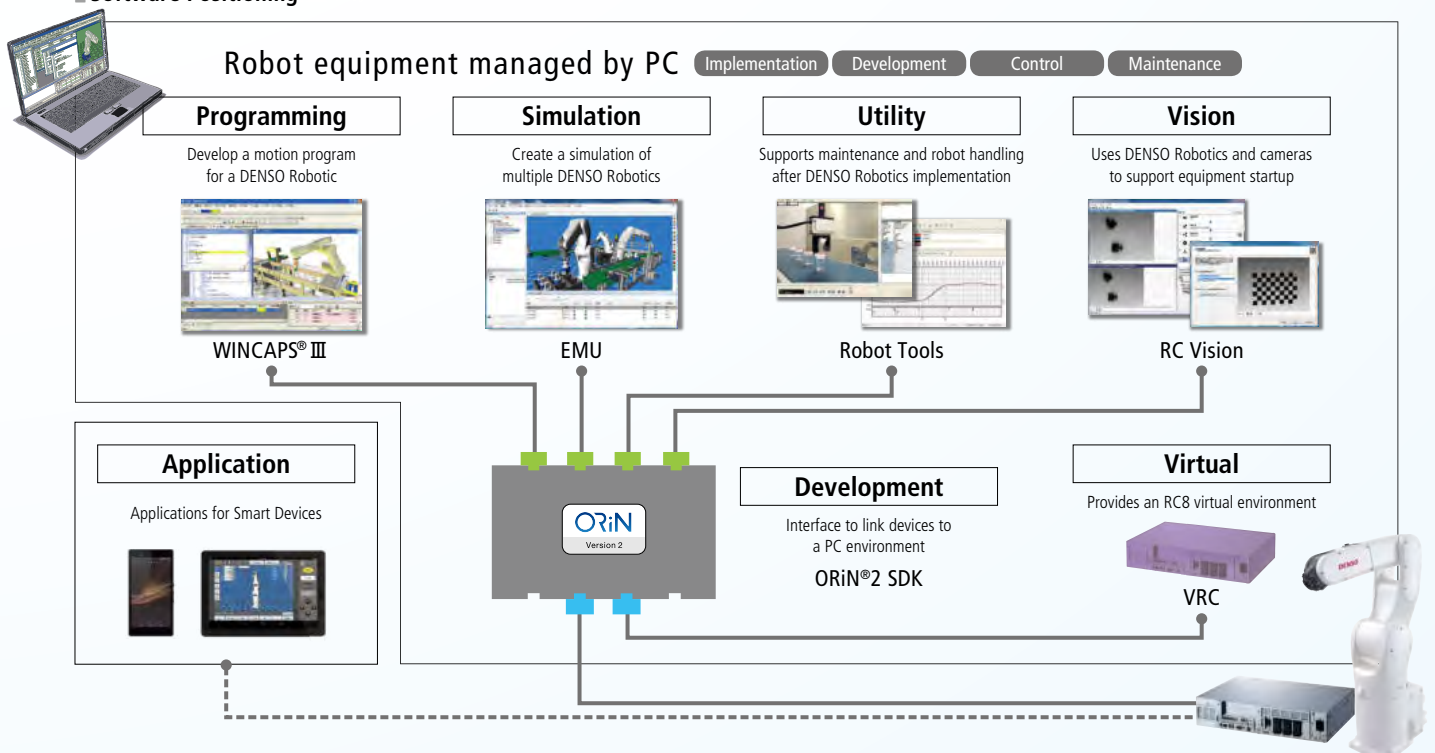 Software Positioning
Robot equipment managed by PC
Implementation
Development
Control
Maintenance
Programming
Develop a motion program
for a DENSO Robotic
WINCAPS® III
Simulation
Create a simulation of
multiple DENSO Robotics
EMU
Utility
Supports maintenance and robot handling
after DENSO Robotics implementation
Robot Tools
Vision
Uses DENSO Robotics and cameras
to support equipment startup
RC Vision
Application
Applications for Smart Devices
ORiN
Version 2
Development
Interface to link devices to
a PC environment
ORiN®2 SDK
Virtual
Provides an RC8 virtual environment
VRC
DENSO